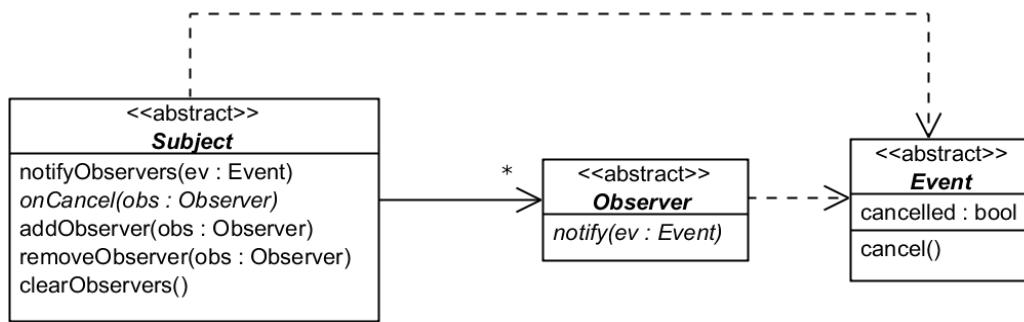 <<abstract>>
Subject
notifyObservers(ev : Event)
onCancel(obs : Observer)
addObserver(obs : Observer)
removeObserver(obs : Observer)
clearObservers()
*
<<abstract>>
Observer
notify(ev : Event)
<<abstract>>
Event
cancelled : bool
cancel()